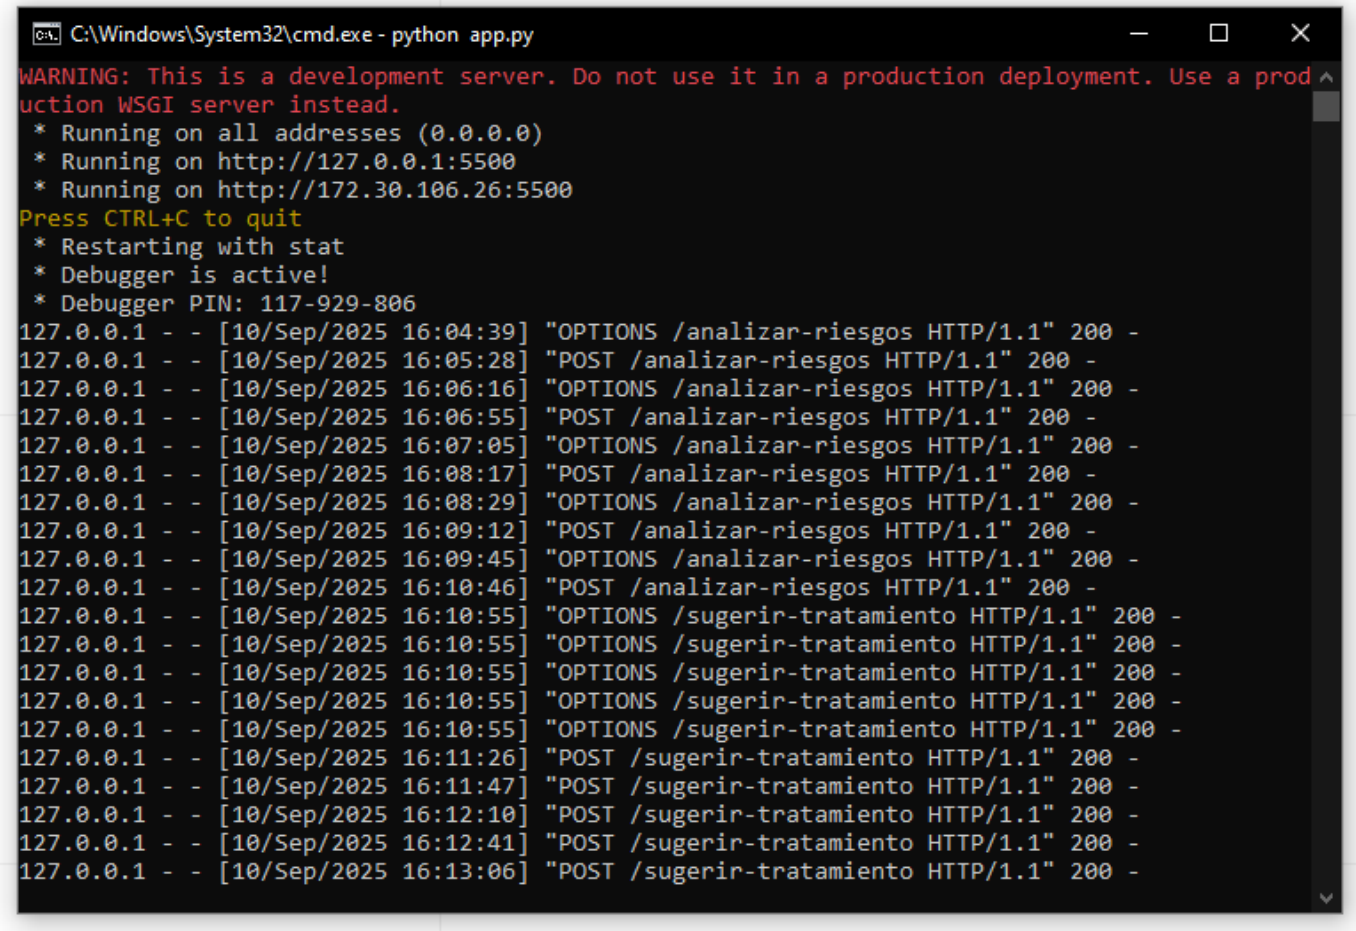 C:\Windows\System32\cmd.exe - python  app.py
WARNING: This is a development server. Do not use it in a production deployment. Use a prod
uction WSGI server instead.
 * Running on all addresses (0.0.0.0)
 * Running on http://127.0.0.1:5500
 * Running on http://172.30.106.26:5500
Press CTRL+C to quit
 * Restarting with stat
 * Debugger is active!
 * Debugger PIN: 117-929-806
127.0.0.1 - - [10/Sep/2025 16:04:39] "OPTIONS /analizar-riesgos HTTP/1.1" 200 -
127.0.0.1 - - [10/Sep/2025 16:05:28] "POST /analizar-riesgos HTTP/1.1" 200 -
127.0.0.1 - - [10/Sep/2025 16:06:16] "OPTIONS /analizar-riesgos HTTP/1.1" 200 -
127.0.0.1 - - [10/Sep/2025 16:06:55] "POST /analizar-riesgos HTTP/1.1" 200 -
127.0.0.1 - - [10/Sep/2025 16:07:05] "OPTIONS /analizar-riesgos HTTP/1.1" 200 -
127.0.0.1 - - [10/Sep/2025 16:08:17] "POST /analizar-riesgos HTTP/1.1" 200 -
127.0.0.1 - - [10/Sep/2025 16:08:29] "OPTIONS /analizar-riesgos HTTP/1.1" 200 -
127.0.0.1 - - [10/Sep/2025 16:09:12] "POST /analizar-riesgos HTTP/1.1" 200 -
127.0.0.1 - - [10/Sep/2025 16:09:45] "OPTIONS /analizar-riesgos HTTP/1.1" 200 -
127.0.0.1 - - [10/Sep/2025 16:10:46] "POST /analizar-riesgos HTTP/1.1" 200 -
127.0.0.1 - - [10/Sep/2025 16:10:55] "OPTIONS /sugerir-tratamiento HTTP/1.1" 200 -
127.0.0.1 - - [10/Sep/2025 16:10:55] "OPTIONS /sugerir-tratamiento HTTP/1.1" 200 -
127.0.0.1 - - [10/Sep/2025 16:10:55] "OPTIONS /sugerir-tratamiento HTTP/1.1" 200 -
127.0.0.1 - - [10/Sep/2025 16:10:55] "OPTIONS /sugerir-tratamiento HTTP/1.1" 200 -
127.0.0.1 - - [10/Sep/2025 16:10:55] "OPTIONS /sugerir-tratamiento HTTP/1.1" 200 -
127.0.0.1 - - [10/Sep/2025 16:11:26] "POST /sugerir-tratamiento HTTP/1.1" 200 -
127.0.0.1 - - [10/Sep/2025 16:11:47] "POST /sugerir-tratamiento HTTP/1.1" 200 -
127.0.0.1 - - [10/Sep/2025 16:12:10] "POST /sugerir-tratamiento HTTP/1.1" 200 -
127.0.0.1 - - [10/Sep/2025 16:12:41] "POST /sugerir-tratamiento HTTP/1.1" 200 -
127.0.0.1 - - [10/Sep/2025 16:13:06] "POST /sugerir-tratamiento HTTP/1.1" 200 -